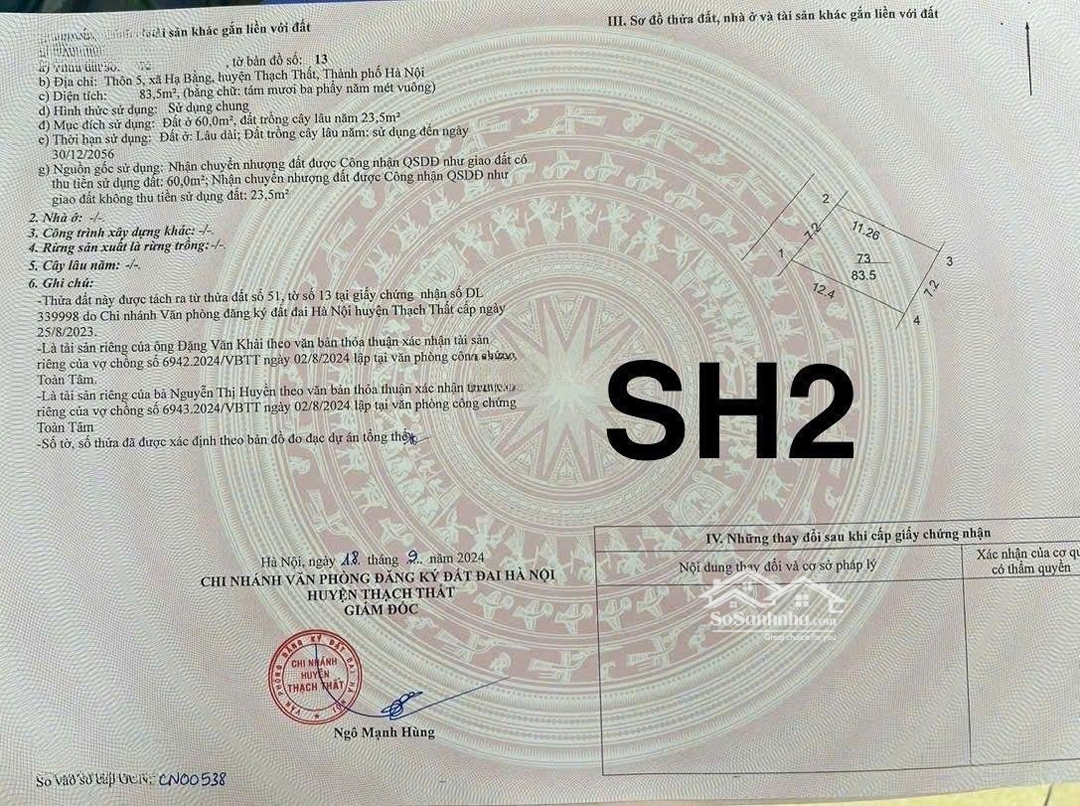 khác gắn liền với đất
, tờ bản đồ số: 13
b) Địa chỉ: Thôn 5, xã Hạ Bằng, huyện Thạch Thất, Thành phố Hà Nội
c) Diện tích: 83,5m², (bằng chữ: tám mươi ba phẩy năm mét vuông)
d) Hình thức sử dụng: Sử dụng chung
đ) Mục đích sử dụng: Đất ở 60,0m², đất trồng cây lâu năm 23,5m²
e) Thời hạn sử dụng: Đất ở: Lâu dài; Đất trồng cây lâu năm: sử dụng đến ngày
30/12/2056
g) Nguồn gốc sử dụng: Nhận chuyển nhượng đất được Công nhận QSDĐ như giao đất có
thu tiền sử dụng đất: 60,0m²; Nhận chuyển nhượng đất được Công nhận QSDĐ như
giao đất không thu tiền sử dụng đất: 23,5m²
2. Nhà ở: -/-.
3. Công trình xây dựng khác: -/-.
4. Rừng sản xuất là rừng trồng:-/-.
5. Cây lâu năm: -/-.
6. Ghi chú:
-Thửa đất này được tách ra từ thửa đất số 51, tờ số 13 tại giấy chứng nhận số DL
339998 do Chi nhánh Văn phòng đăng ký đất đai Hà Nội huyện Thạch Thất cấp ngày
25/8/2023.
-Là tài sản riêng của ông Đặng Văn Khải theo văn bản thỏa thuận xác nhận tài sản
riêng của vợ chồng số 6942.2024/VBTT ngày 02/8/2024 lập tại văn phòng công chứng
Toàn Tâm.
-Là tài sản riêng của bà Nguyễn Thị Huyền theo văn bản thỏa thuận xác nhận
riêng của vợ chồng số 6943.2024/VBTT ngày 02/8/2024 lập tại văn phòng công chứng
Toàn Tâm
-Số tờ, số thửa đã được xác định theo bản đồ đo đạc dự án tổng thể
Hà Nội, ngày 18. tháng 9. năm 2024
CHI NHÁNH VĂN PHÒNG ĐĂNG KÝ ĐẤT ĐAI HÀ NỘI
HUYỆN THẠCH THẤT
GIÁM ĐỐC
VĂN PHÒNG ĐĂNG KÝ ĐẤT ĐAI HÀ NỘI
CHI NHÁNH
HUYỆN
THẠCH THẤT
Ngô Mạnh Hùng
Số vào sổ cấp GCN: CN00538
III. Sơ đồ thửa đất, nhà ở và tài sản khác gắn liền với đất
2
7.2
11.26
1
73
83.5
3
12.4
7.2
4
SH2
IV. Những thay đổi sau khi cấp giấy chứng nhận
Nội dung thay đổi và cơ sở pháp lý
Xác nhận của cơ qu
có thẩm quyền
SoSanhnha.com
Great choice for you